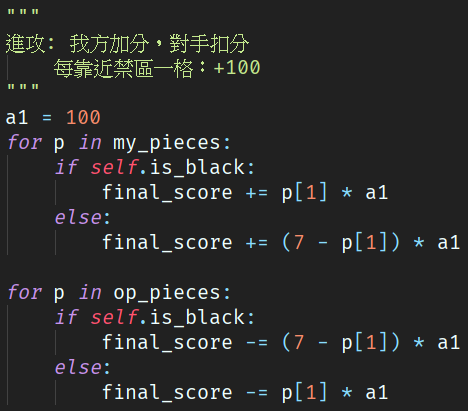 """
進攻: 我方加分，對手扣分
    每靠近禁區一格：+100
"""
a1 = 100
for p in my_pieces:
    if self.is_black:
        final_score += p[1] * a1
    else:
        final_score += (7 - p[1]) * a1

for p in op_pieces:
    if self.is_black:
        final_score -= (7 - p[1]) * a1
    else:
        final_score -= p[1] * a1